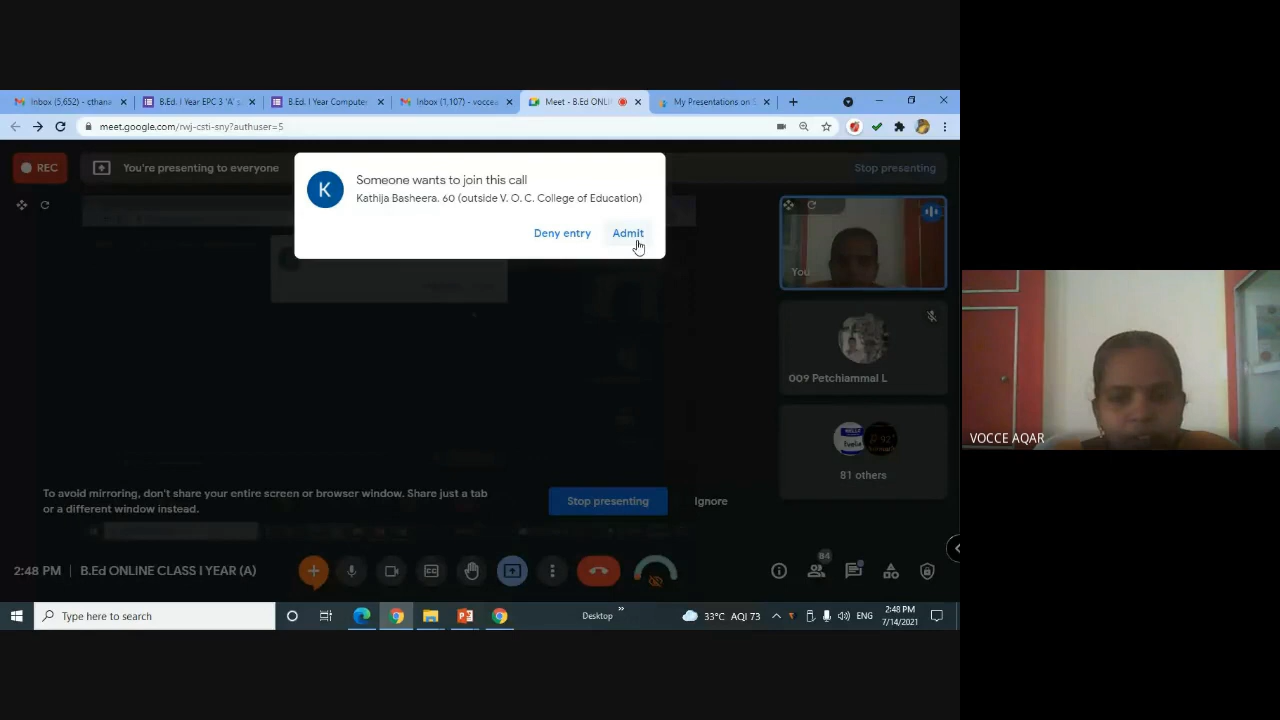 Inbox (5,652) - cthana
B.Ed. I Year EPC 3 'A'
B.Ed. I Year Computer
Inbox (1,107) - voccea
Meet - B.Ed ONLI
My Presentations on S
meet.google.com/rwj-csti-sny?authuser=5
REC
You're presenting to everyone
Stop presenting
Someone wants to join this call
K
Kathija Basheera. 60 (outside V. O. C. College of Education)
Deny entry
Admit
You
009 Petchiammal L
81 others
VOCCE AQAR
To avoid mirroring, don't share your entire screen or browser window. Share just a tab
or a different window instead.
Stop presenting
Ignore
2:48 PM | B.Ed ONLINE CLASS I YEAR (A)
84
Type here to search
Desktop
33°C AQI 73
ENG
2:48 PM
7/14/2021